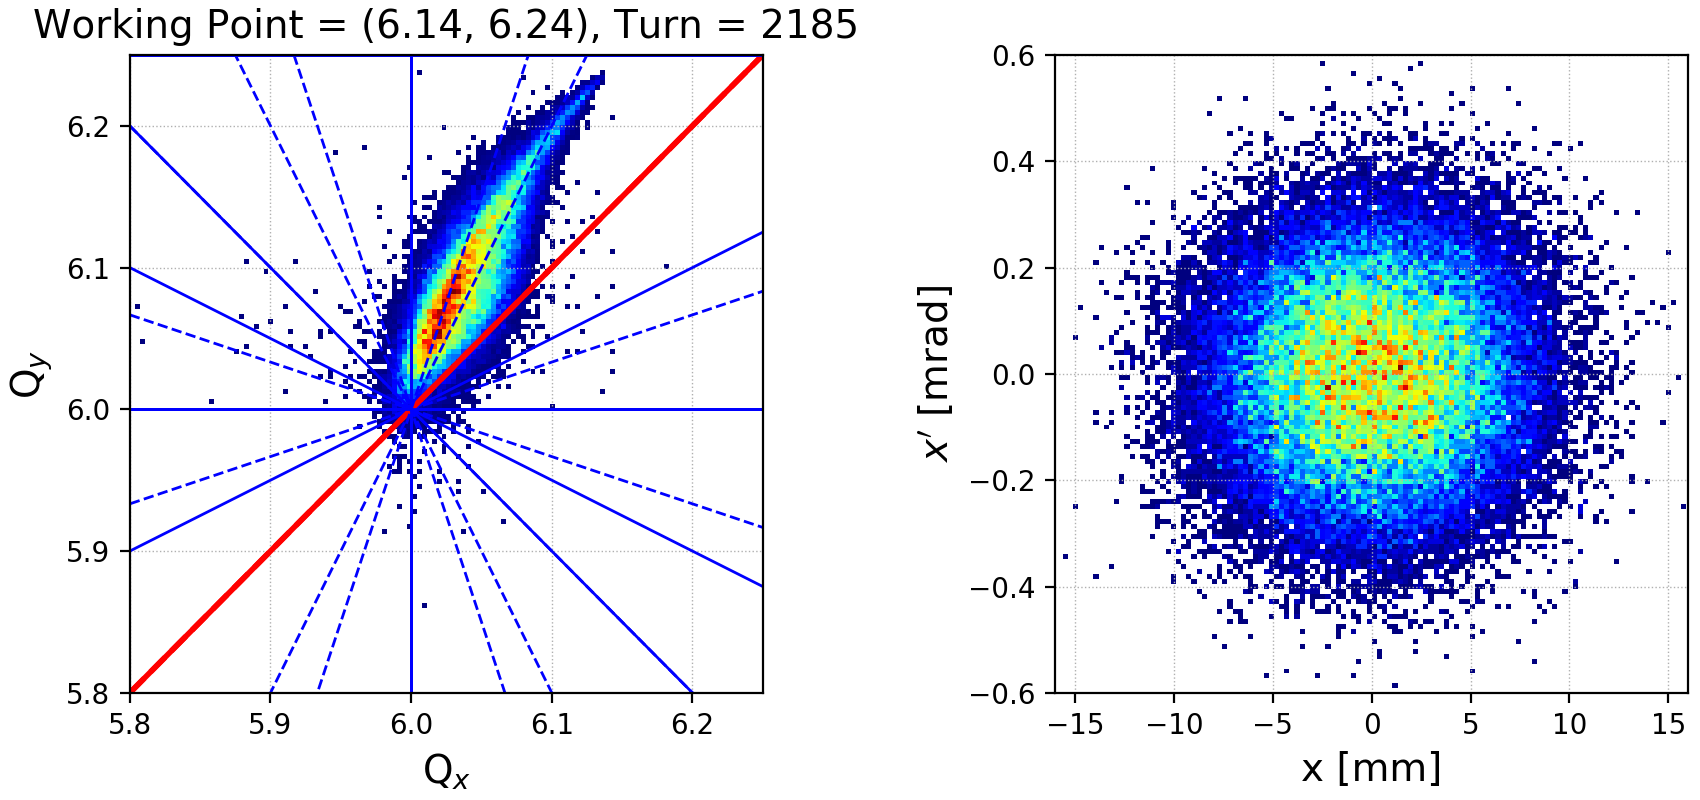 Working Point = (6.14, 6.24), Turn = 2185
6.2
6.1
6.0
5.9
5.8
Q_y
5.8 5.9 6.0 6.1 6.2
Q_x
0.6
0.4
0.2
0.0
−0.2
−0.4
−0.6
x′ [mrad]
−15 −10 −5 0 5 10 15
x [mm]